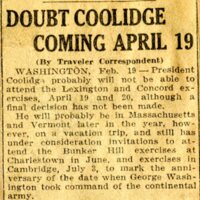 DOUBT COOLIDGE
COMING APRIL 19
(By Traveler Correspondent)
WASHINGTON, Feb. 19—President
Coolidge probably will not be able to
attend the Lexington and Concord ex-
ercises, April 19 and 20, although a
final decision has not been made.
He will probably be in Massachusetts
and Vermont later in the year, how-
ever, on a vacation trip, and still has
under consideration invitations to at-
tend the Bunker Hill exercises at
Charlestown in June, and exercises in
Cambridge, July 3, to mark the anni-
versary of the date when George Wash-
ington took command of the continental
army.